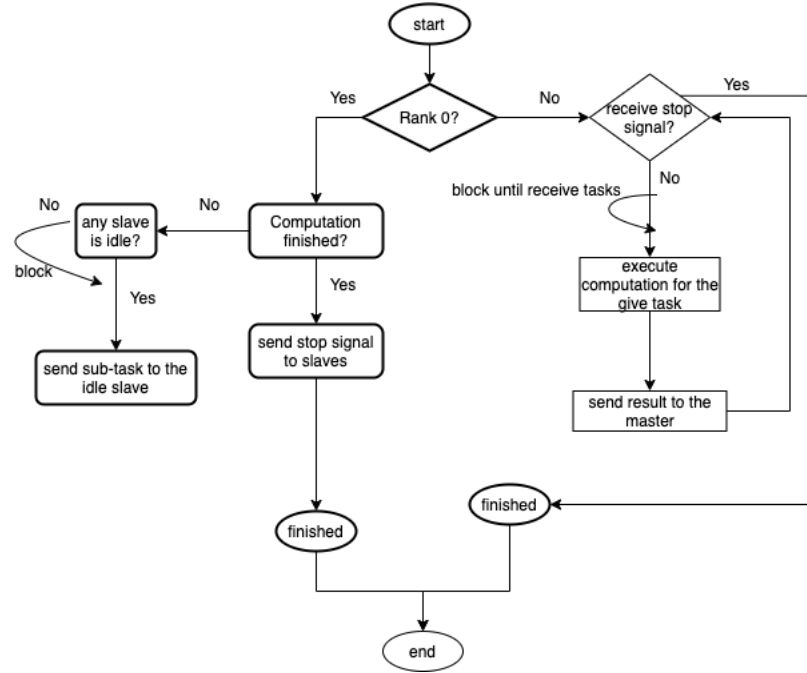 start
Yes
Rank 0?
No
receive stop
signal?
Yes
No
any slave
is idle?
No
Computation
finished?
block until receive tasks
No
block
Yes
Yes
execute
computation for the
give task
send sub-task to the
idle slave
send stop signal
to slaves
send result to the
master
finished
finished
end